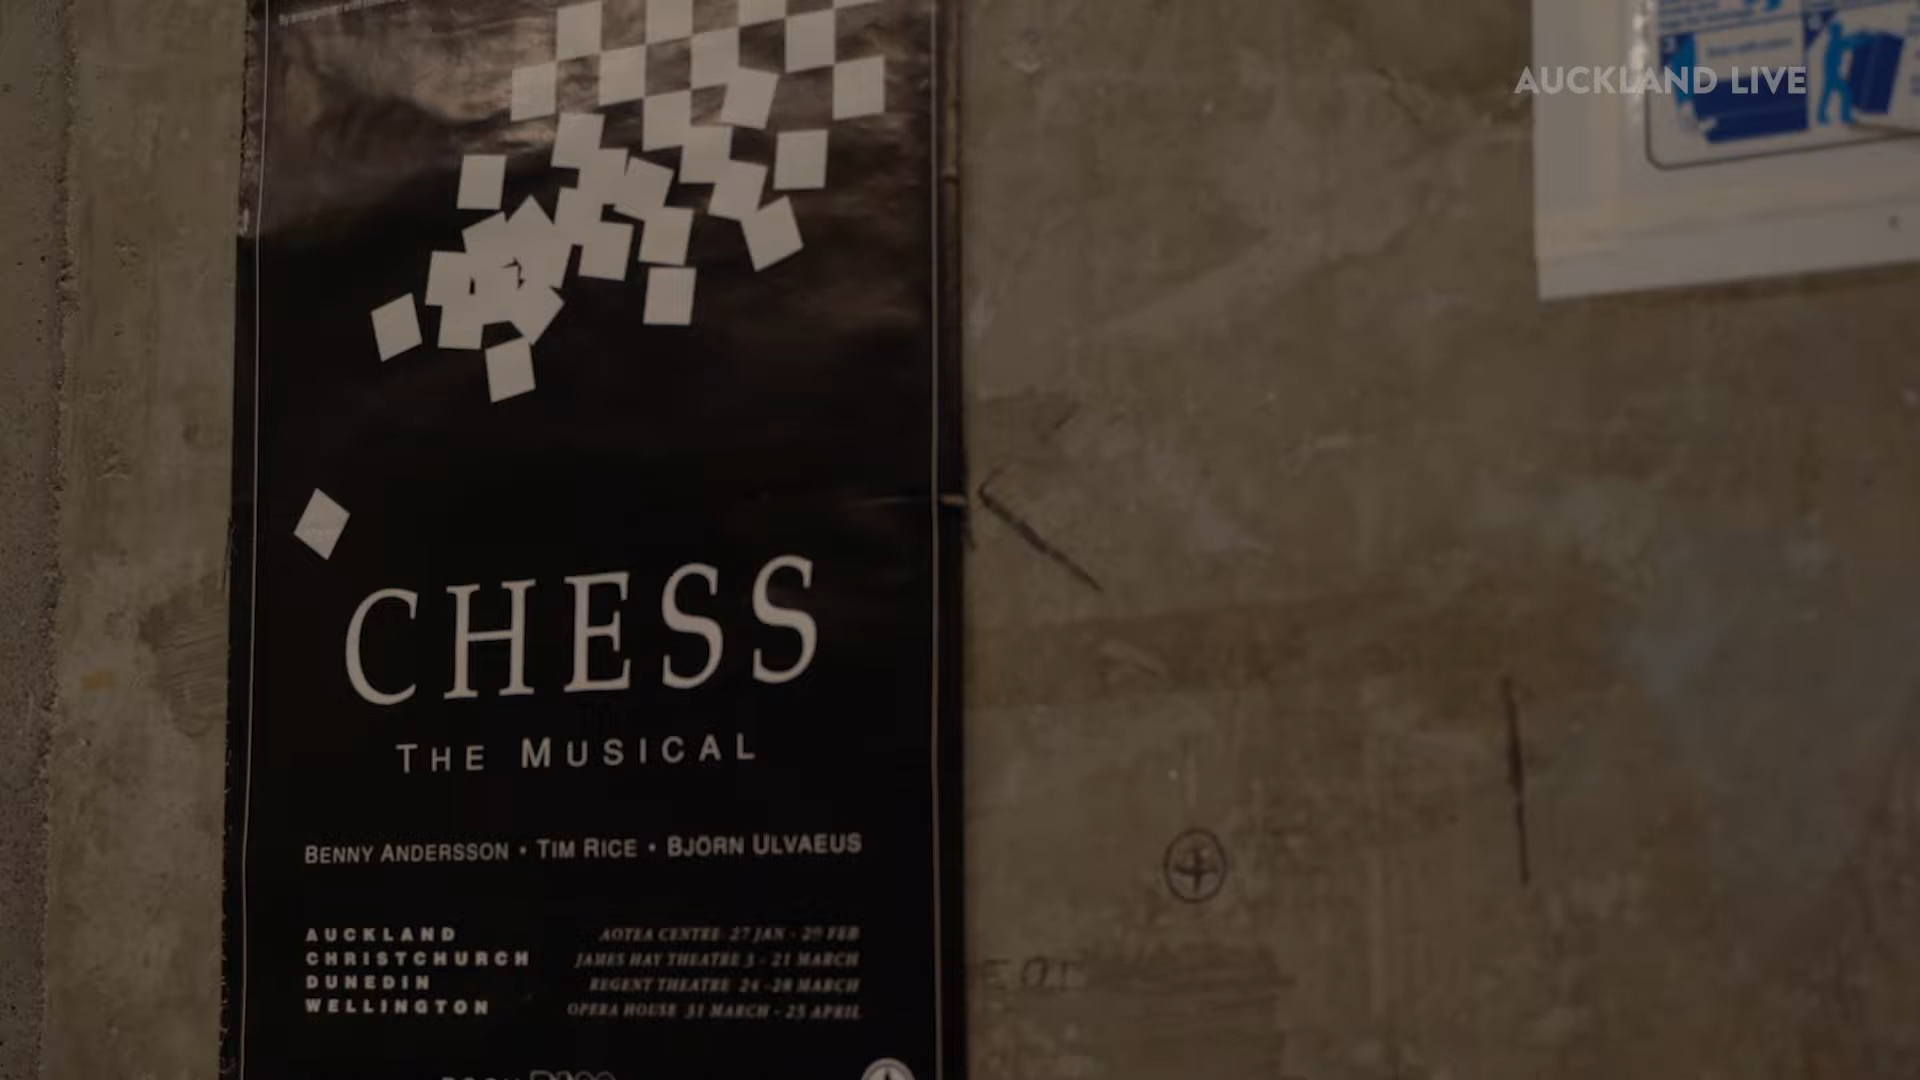 AUCKLAND LIVE
CHESS
THE MUSICAL
BENNY ANDERSSON • TIM RICE • BJÖRN ULVAEUS
AUCKLAND AOTEA CENTRE 27 JAN - 29 FEB
CHRISTCHURCH JAMES HAY THEATRE 3 - 21 MARCH
DUNEDIN REGENT THEATRE 24 - 28 MARCH
WELLINGTON OPERA HOUSE 31 MARCH - 25 APRIL